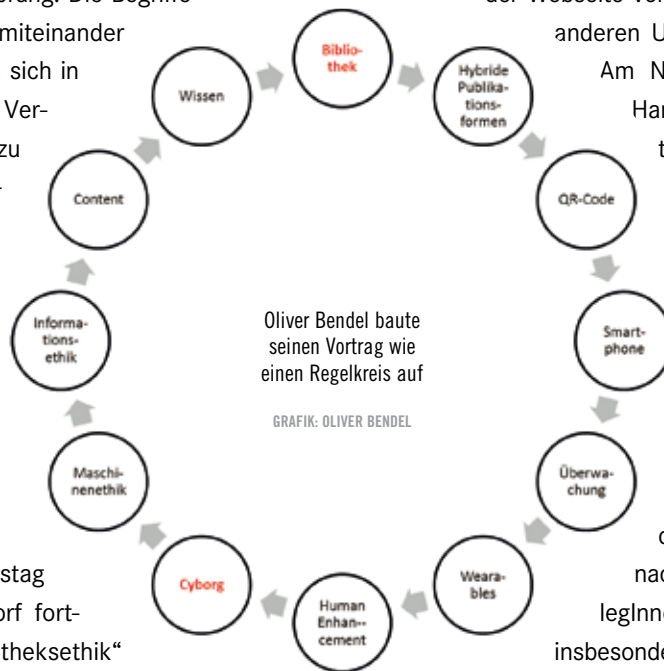 miteinander
sich in
Ver-
zu
der Webseite
anderen U
Am N
Har
Biblio-
thek
Hybride
Publika-
tions-
formen
QR-Code
Smart-
phone
Überwa-
chung
Weara-
bles
Human
Enhan--
cement
Cyborg
Maschi-
nenethik
Informa-
tions-
ethik
Content
Wissen
Oliver Bendel baute
seinen Vortrag wie
einen Regelkreis auf
GRAFIK: OLIVER BENDEL
stag
orf fort-
theksethik“
nac
legInn
insbesonde